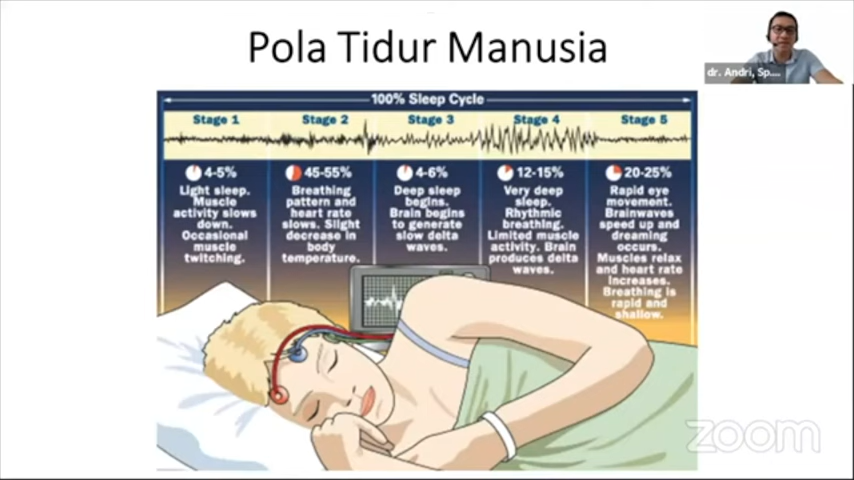 Pola Tidur Manusia
dr. Andri, Sp....
100% Sleep Cycle
Stage 1
Stage 2
Stage 3
Stage 4
Stage 5
4-5%
Light sleep.
Muscle
activity slows
down.
Occasional
muscle
twitching.
45-55%
Breathing
pattern and
heart rate
slows. Slight
decrease in
body
temperature.
4-6%
Deep sleep
begins.
Brain begins
to generate
slow delta
waves.
12-15%
Very deep
sleep.
Rhythmic
breathing.
Limited muscle
activity. Brain
produces delta
waves.
20-25%
Rapid eye
movement.
Brainwaves
speed up and
dreaming
occurs.
Muscles relax
and heart rate
increases.
Breathing is
rapid and
shallow.
zoom